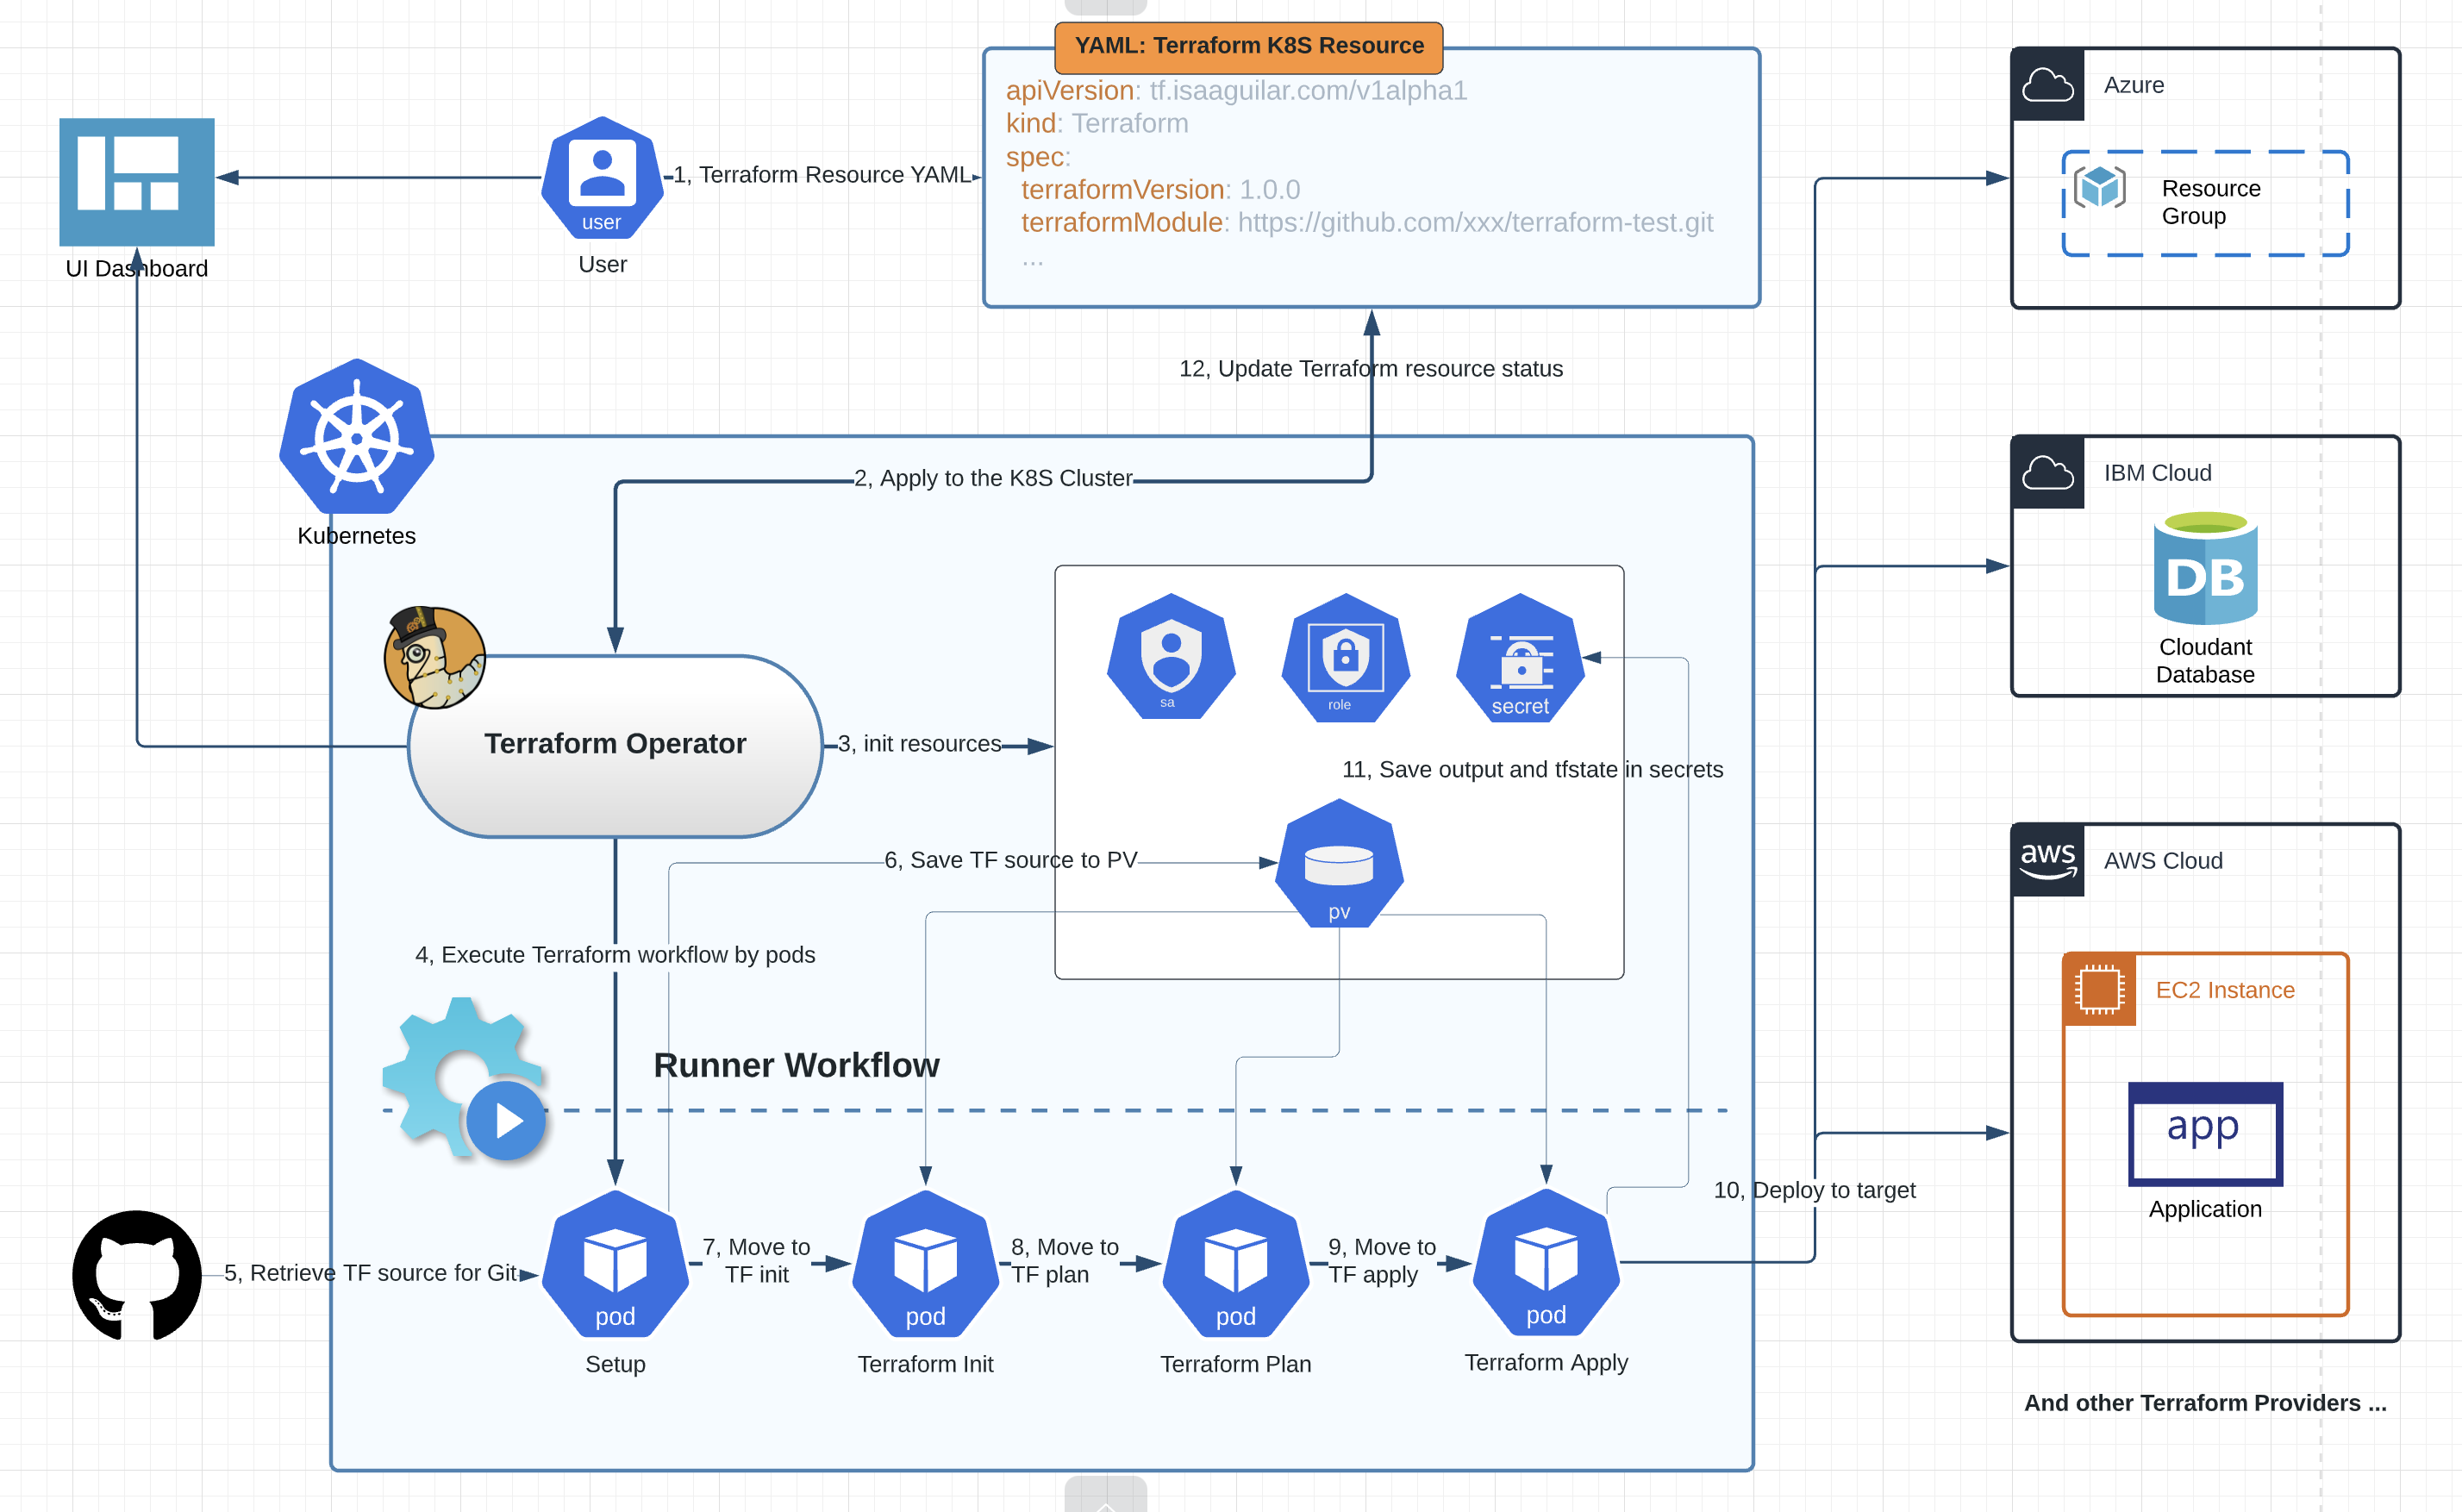 YAML: Terraform K8S Resource
apiVersion: tf.isaaguilar.com/v1alpha1
kind: Terraform
spec:
terraformVersion: 1.0.0
terraformModule: https://github.com/xxx/terraform-test.git
...
UI Dashboard
user
User
1, Terraform Resource YAML
12, Update Terraform resource status
Kubernetes
2, Apply to the K8S Cluster
Terraform Operator
3, init resources
sa
role
secret
11, Save output and tfstate in secrets
6, Save TF source to PV
pv
4, Execute Terraform workflow by pods
Runner Workflow
5, Retrieve TF source for Git
pod
Setup
7, Move to
TF init
pod
Terraform Init
8, Move to
TF plan
pod
Terraform Plan
9, Move to
TF apply
pod
Terraform Apply
10, Deploy to target
Azure
Resource
Group
IBM Cloud
DB
Cloudant
Database
aws
AWS Cloud
EC2 Instance
app
Application
And other Terraform Providers ...